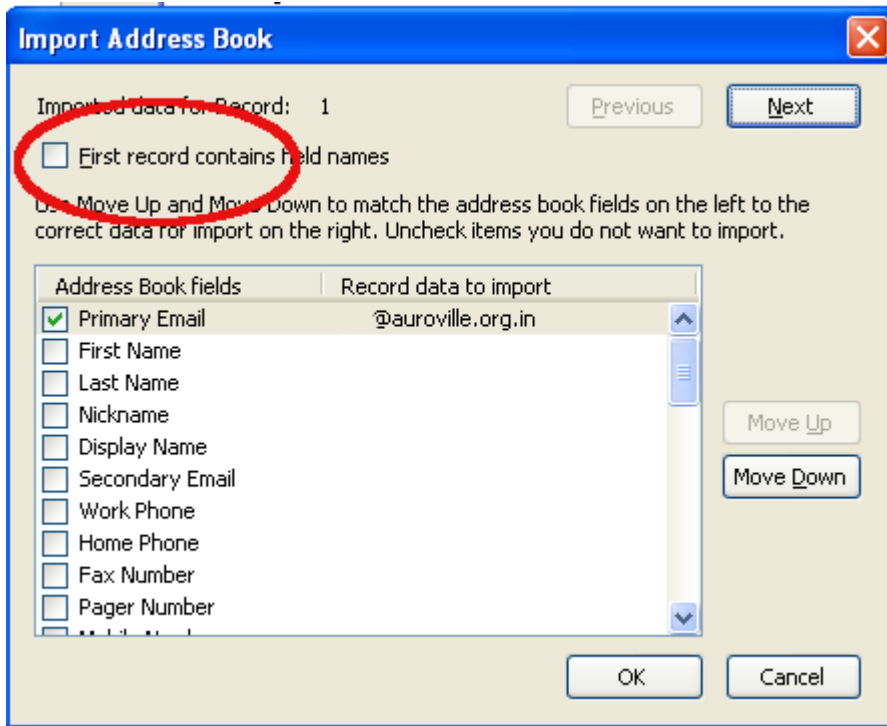 Import Address Book
Imported data for Record: 1 Previous Next
First record contains field names
Use Move Up and Move Down to match the address book fields on the left to the
correct data for import on the right. Uncheck items you do not want to import.
Address Book fields Record data to import
Primary Email @auroville.org.in
First Name
Last Name
Nickname
Display Name
Secondary Email
Work Phone
Home Phone
Fax Number
Pager Number
Move Up
Move Down
OK Cancel